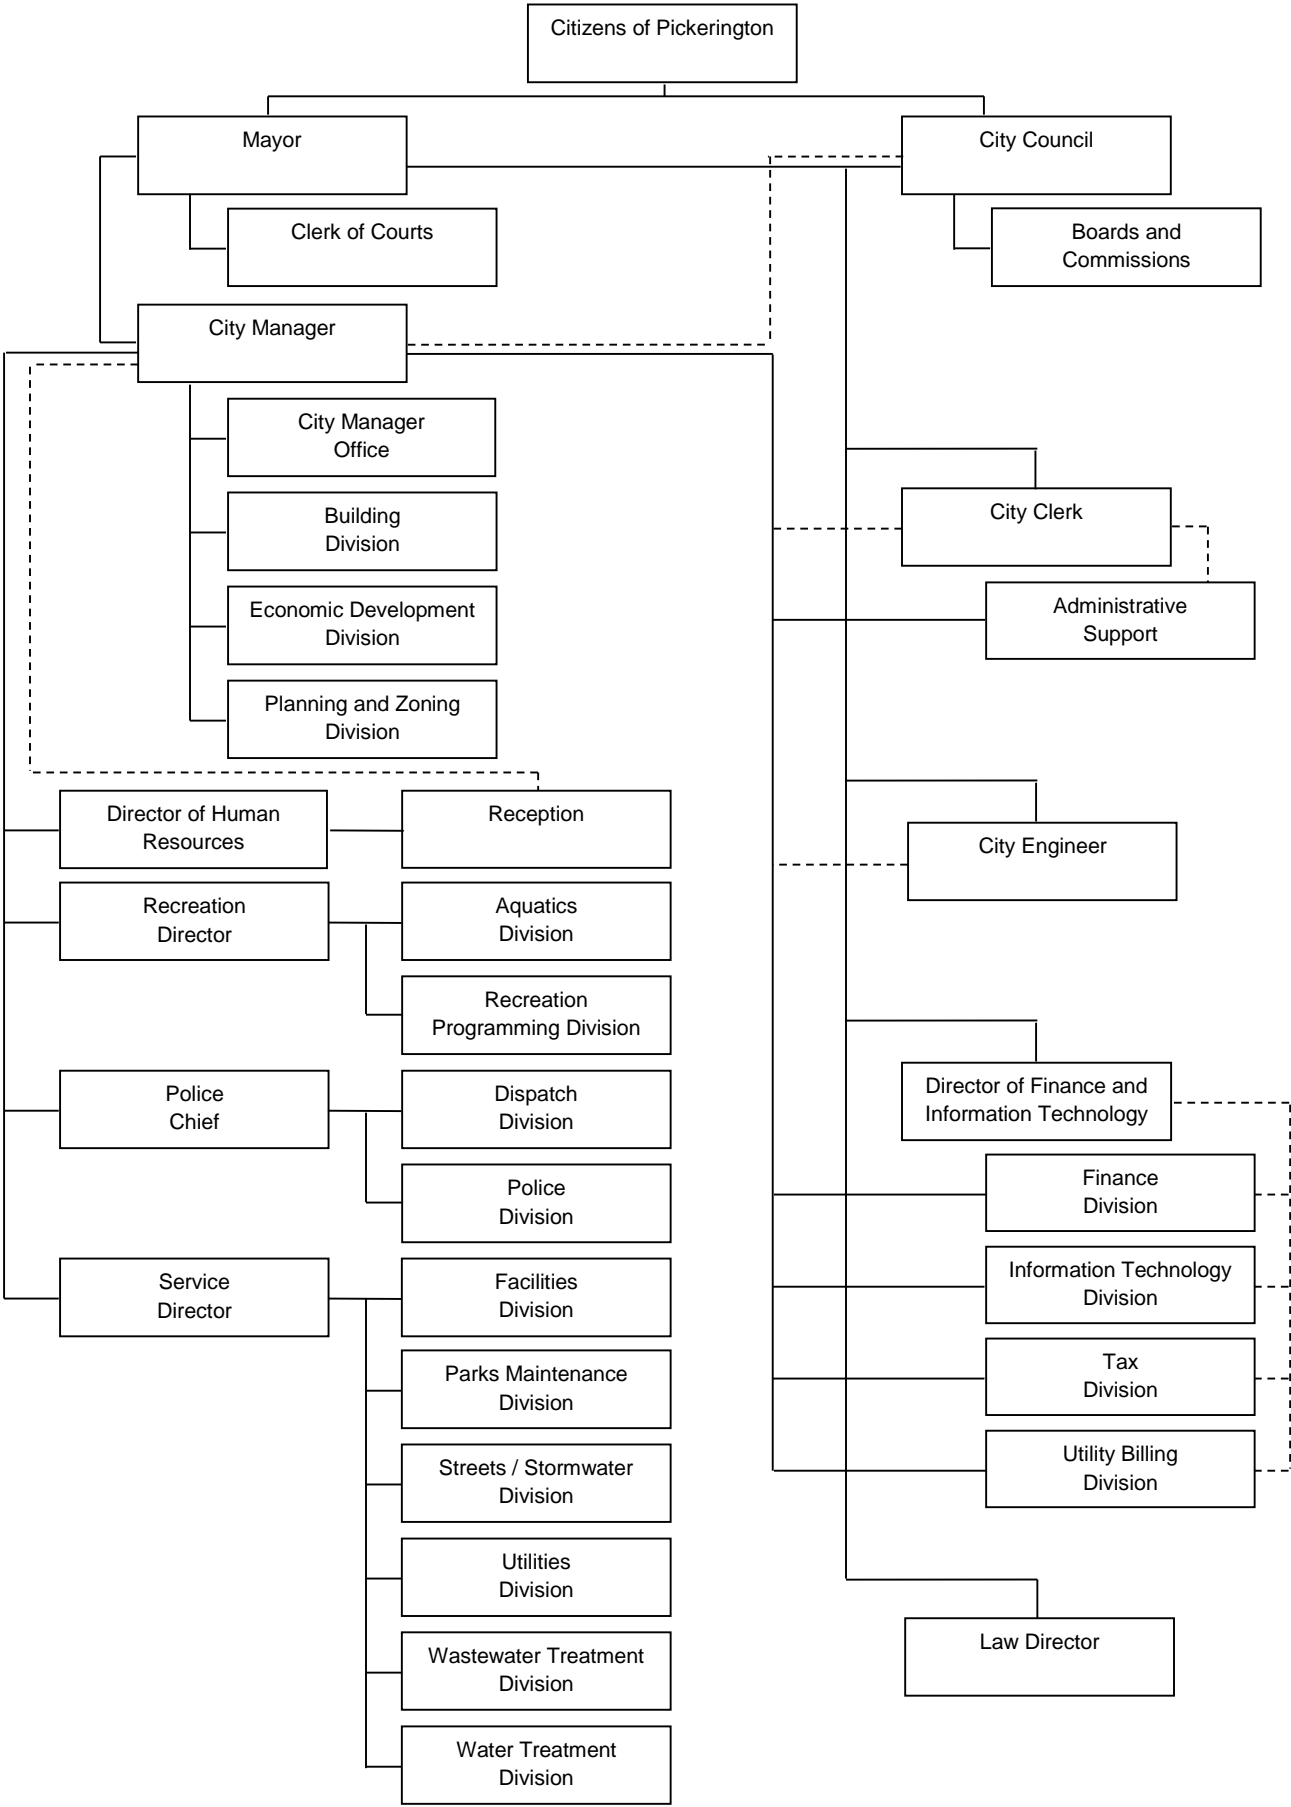 Citizens of Pickerington
Mayor
City Council
Clerk of Courts
Boards and
Commissions
City Manager
City Manager
Office
Building
Division
Economic Development
Division
Planning and Zoning
Division
City Clerk
Administrative
Support
Director of Human
Resources
Reception
City Engineer
Recreation
Director
Aquatics
Division
Recreation
Programming Division
Police
Chief
Dispatch
Division
Police
Division
Director of Finance and
Information Technology
Finance
Division
Information Technology
Division
Tax
Division
Utility Billing
Division
Service
Director
Facilities
Division
Parks Maintenance
Division
Streets / Stormwater
Division
Utilities
Division
Wastewater Treatment
Division
Water Treatment
Division
Law Director